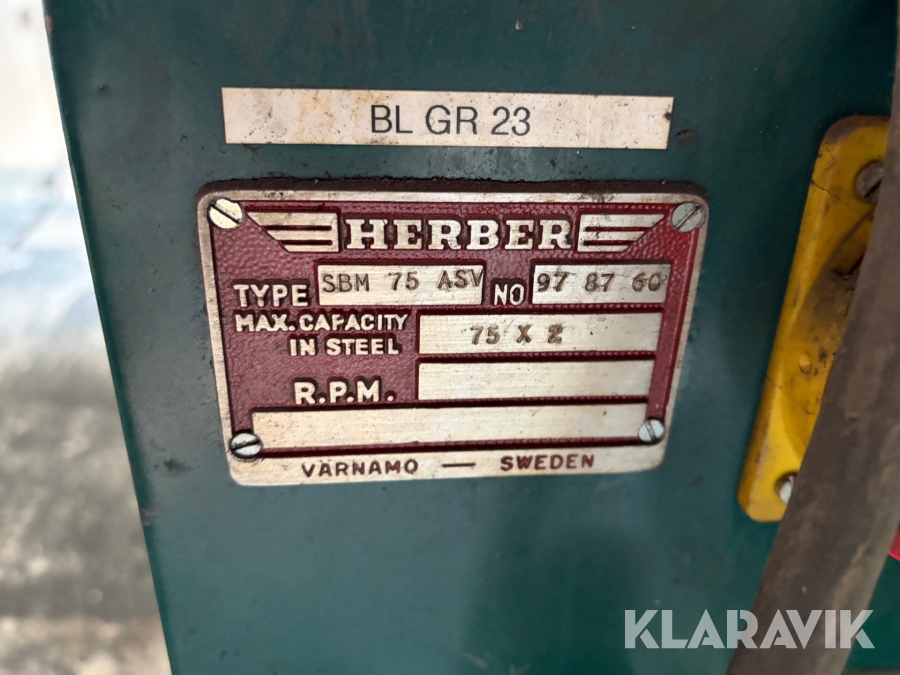 BL GR 23
HERBER
TYPE SBM 75 ASV NO 97 87 60
MAX. CAPACITY
IN STEEL 75 X 2
R.P.M.
VÄRNAMO — SWEDEN
KLARAVIK